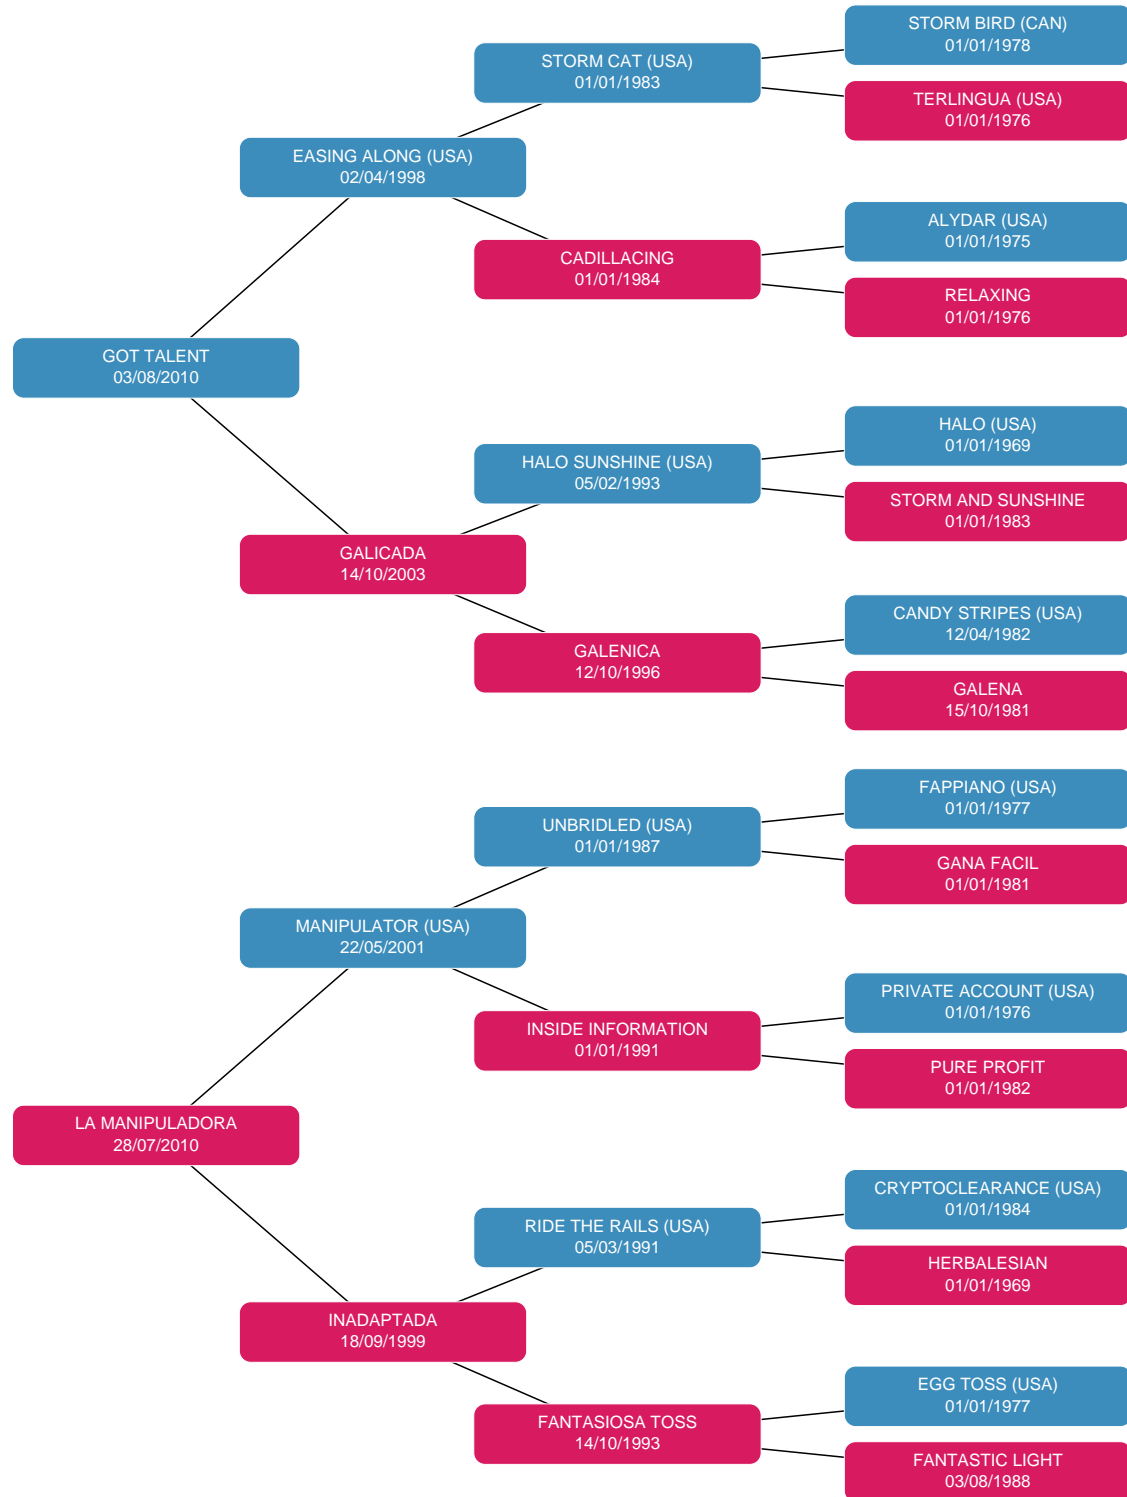 STORM BIRD (CAN)
01/01/1978
STORM CAT (USA)
01/01/1983
TERLINGUA (USA)
01/01/1976
EASING ALONG (USA)
02/04/1998
ALYDAR (USA)
01/01/1975
CADILLACING
01/01/1984
RELAXING
01/01/1976
GOT TALENT
03/08/2010
HALO (USA)
01/01/1969
HALO SUNSHINE (USA)
05/02/1993
STORM AND SUNSHINE
01/01/1983
GALICADA
14/10/2003
CANDY STRIPES (USA)
12/04/1982
GALENICA
12/10/1996
GALENA
15/10/1981
FAPPIANO (USA)
01/01/1977
UNBRIDLED (USA)
01/01/1987
GANA FACIL
01/01/1981
MANIPULATOR (USA)
22/05/2001
PRIVATE ACCOUNT (USA)
01/01/1976
INSIDE INFORMATION
01/01/1991
PURE PROFIT
01/01/1982
LA MANIPULADORA
28/07/2010
CRYPTOCLEARANCE (USA)
01/01/1984
RIDE THE RAILS (USA)
05/03/1991
HERBALESIAN
01/01/1969
INADAPTADA
18/09/1999
EGG TOSS (USA)
01/01/1977
FANTASIOSA TOSS
14/10/1993
FANTASTIC LIGHT
03/08/1988